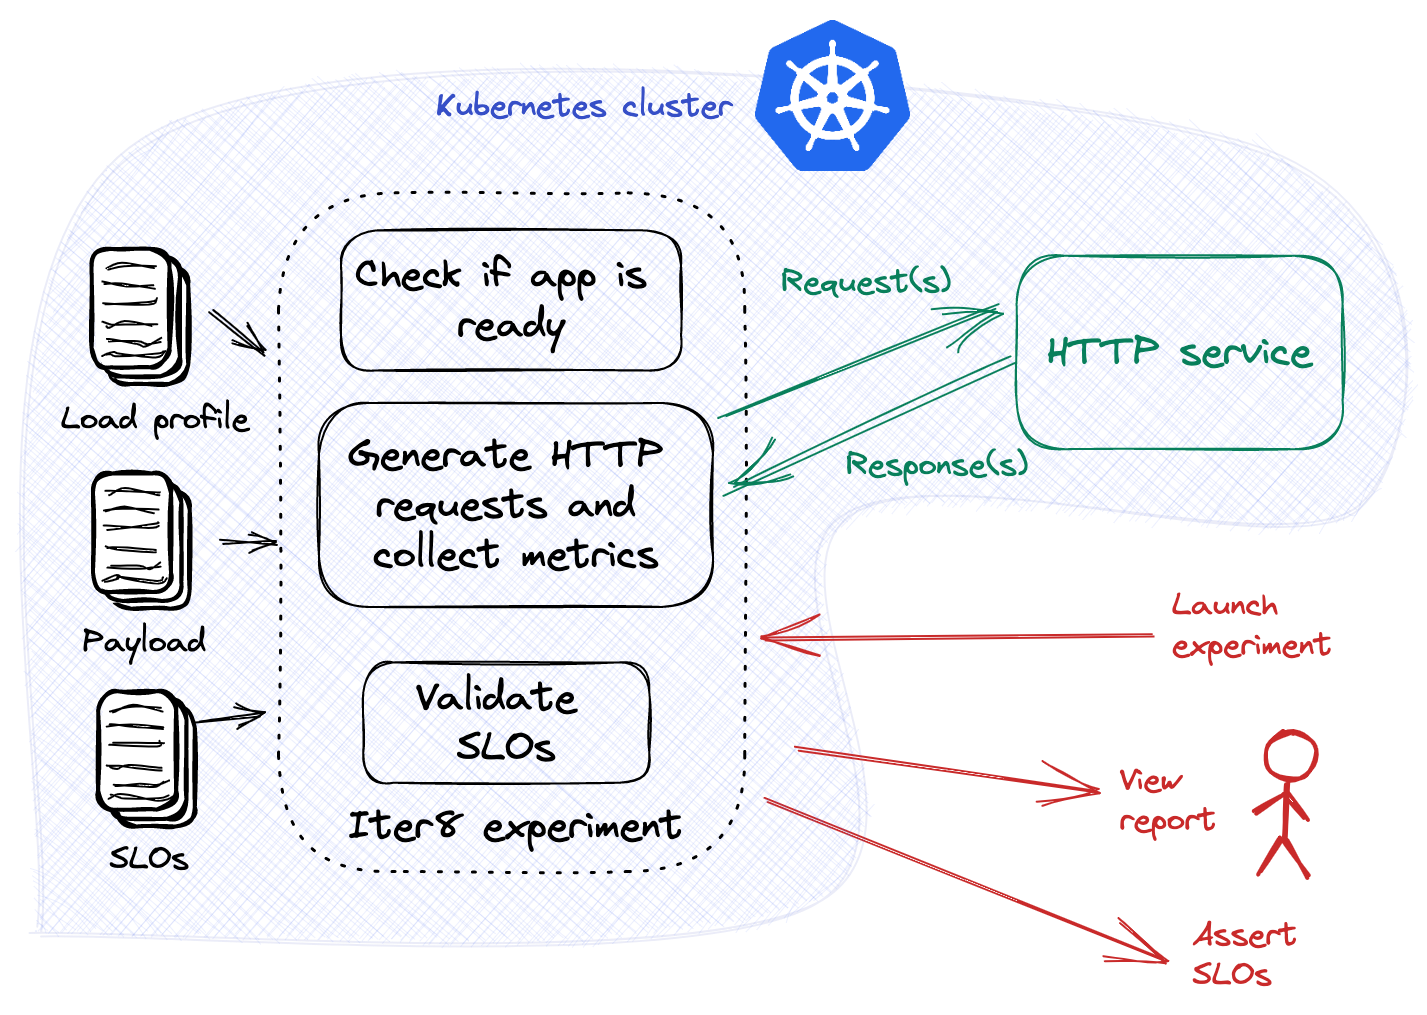 Kubernetes cluster
Check if app is
ready
Load profile
Generate HTTP
requests and
collect metrics
Payload
Validate
SLOs
SLOs
Iter8 experiment
Request(s)
HTTP service
Response(s)
Launch
experiment
View
report
Assert
SLOs